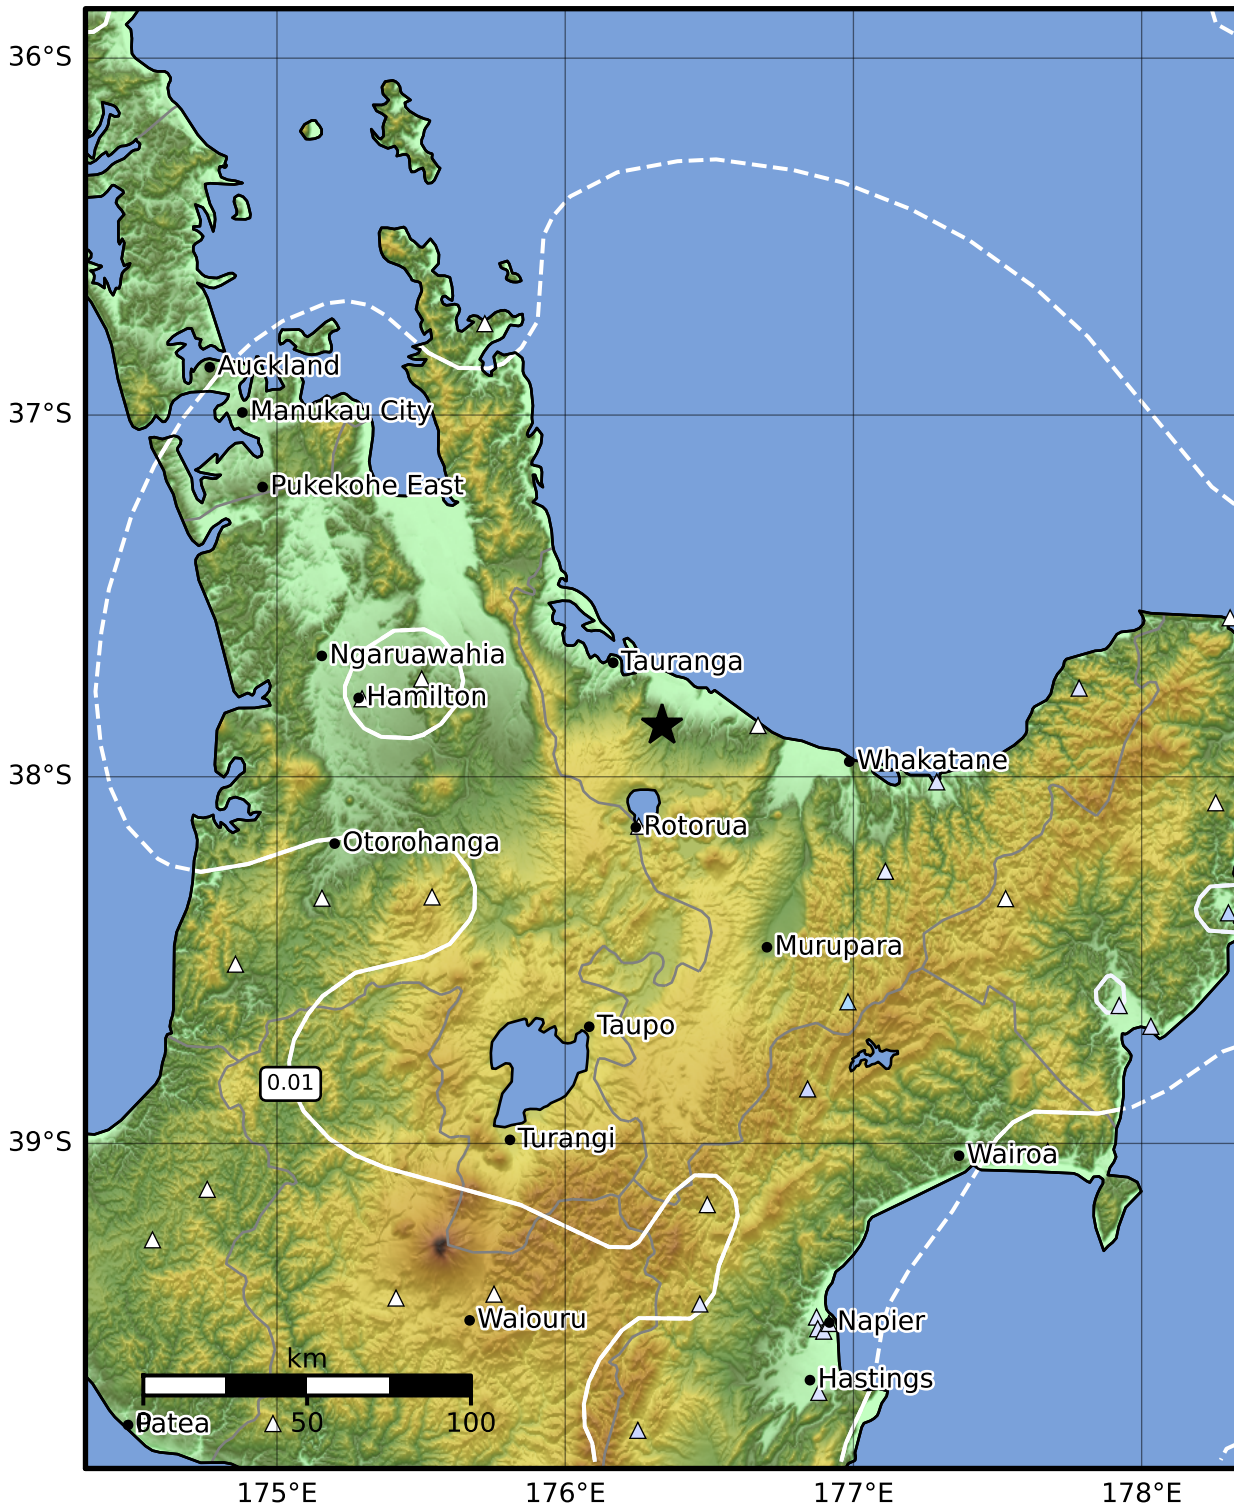 36°S
Auckland
37°S
Manukau City
Pukekohe East
Ngaruawahia
Tauranga
Hamilton
Whakatane
38°S
Rotorua
Otorohanga
Murupara
Taupo
0.01
Turangi
39°S
Wairoa
Waiouru
Napier
km
Hastings
Patea
0
50
100
175°E
176°E
177°E
178°E